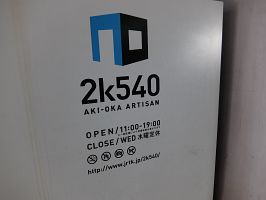 2k540
AKI-OKA ARTISAN
OPEN/11:00-19:00
CLOSE/WED 水曜定休
http://www.jrtk.jp/2k540/